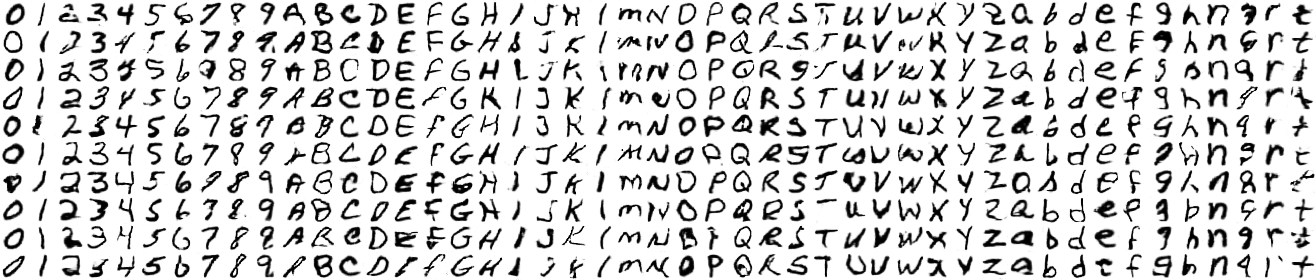 0 1 2 3 4 5 6 7 8 9 A B C D E F G H I J K l m N O P Q R S T U V W X Y Z a b d e f g h n q r t
0 1 2 3 4 5 6 7 8 9 A B C D E F G H I J K l m N O P Q R S T U V W X Y Z a b d e f g h n q r t
0 1 2 3 4 5 6 7 8 9 A B C D E F G H L J K l m N O P Q R S T U V W X Y Z a b d e f g h n q r t
0 1 2 3 4 5 6 7 8 9 A B C D E F G H I J K l m N O P Q R S T U V W X Y Z a b d e f g h n q r t
0 1 2 3 4 5 6 7 8 9 A B C D E F G H I J K l m N O P Q R S T U V W X Y Z a b d e f g h n q r t
0 1 2 3 4 5 6 7 8 9 A B C D E F G H I J K l M N O P Q R S T U V W X Y Z a b d e f g h n q r t
0 1 2 3 4 5 6 7 8 9 A B C D E F G H I J K l m N O P Q R S T U V W X Y Z a b d e f g h n q r t
0 1 2 3 4 5 6 7 8 9 A B C D E F G H I J K l m N O P Q R S T U V W X Y Z a b d e f g h n q r t
0 1 2 3 4 5 6 7 8 9 A B C D E F G H I J K l m N O P Q R S T U V W X Y Z a b d e f g h n q r t
0 1 2 3 4 5 6 7 8 9 A B C D E F G H I J K l m N O P Q R S T U V W X Y Z a b d e f g h n q r t